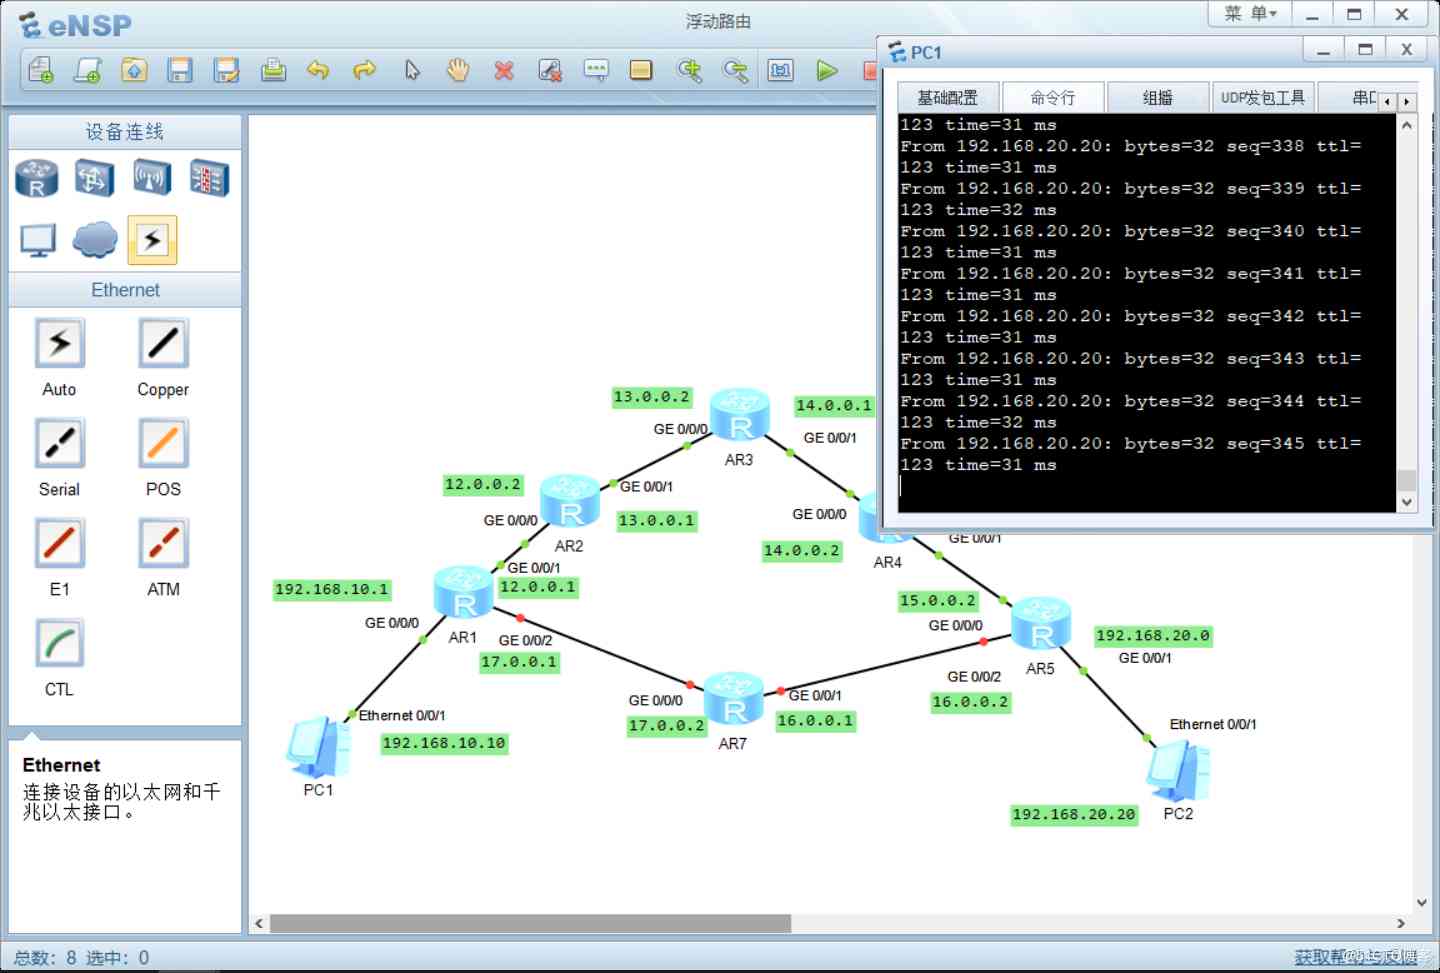 eNSP
浮动路由
菜 单
PC1
基础配置
命令行
组播
UDP发包工具
串口
123 time=31 ms
From 192.168.20.20: bytes=32 seq=338 ttl=
123 time=31 ms
From 192.168.20.20: bytes=32 seq=339 ttl=
123 time=32 ms
From 192.168.20.20: bytes=32 seq=340 ttl=
123 time=31 ms
From 192.168.20.20: bytes=32 seq=341 ttl=
123 time=31 ms
From 192.168.20.20: bytes=32 seq=342 ttl=
123 time=31 ms
From 192.168.20.20: bytes=32 seq=343 ttl=
123 time=31 ms
From 192.168.20.20: bytes=32 seq=344 ttl=
123 time=32 ms
From 192.168.20.20: bytes=32 seq=345 ttl=
123 time=31 ms
设备连线
R
Ethernet
Auto
Copper
Serial
POS
E1
ATM
CTL
Ethernet
连接设备的以太网和千
兆以太接口。
13.0.0.2
14.0.0.1
GE 0/0/0
R
GE 0/0/1
AR3
12.0.0.2
GE 0/0/1
GE 0/0/0
R
13.0.0.1
GE 0/0/0
AR2
14.0.0.2
R
GE 0/0/1
AR4
GE 0/0/1
192.168.10.1
12.0.0.1
R
GE 0/0/0
AR1
GE 0/0/2
17.0.0.1
15.0.0.2
GE 0/0/0
R
192.168.20.0
GE 0/0/1
AR5
GE 0/0/2
16.0.0.2
GE 0/0/0
R
GE 0/0/1
17.0.0.2
16.0.0.1
AR7
Ethernet 0/0/1
192.168.10.10
PC1
Ethernet 0/0/1
192.168.20.20
PC2
总数: 8 选中: 0
获取帮助与反馈